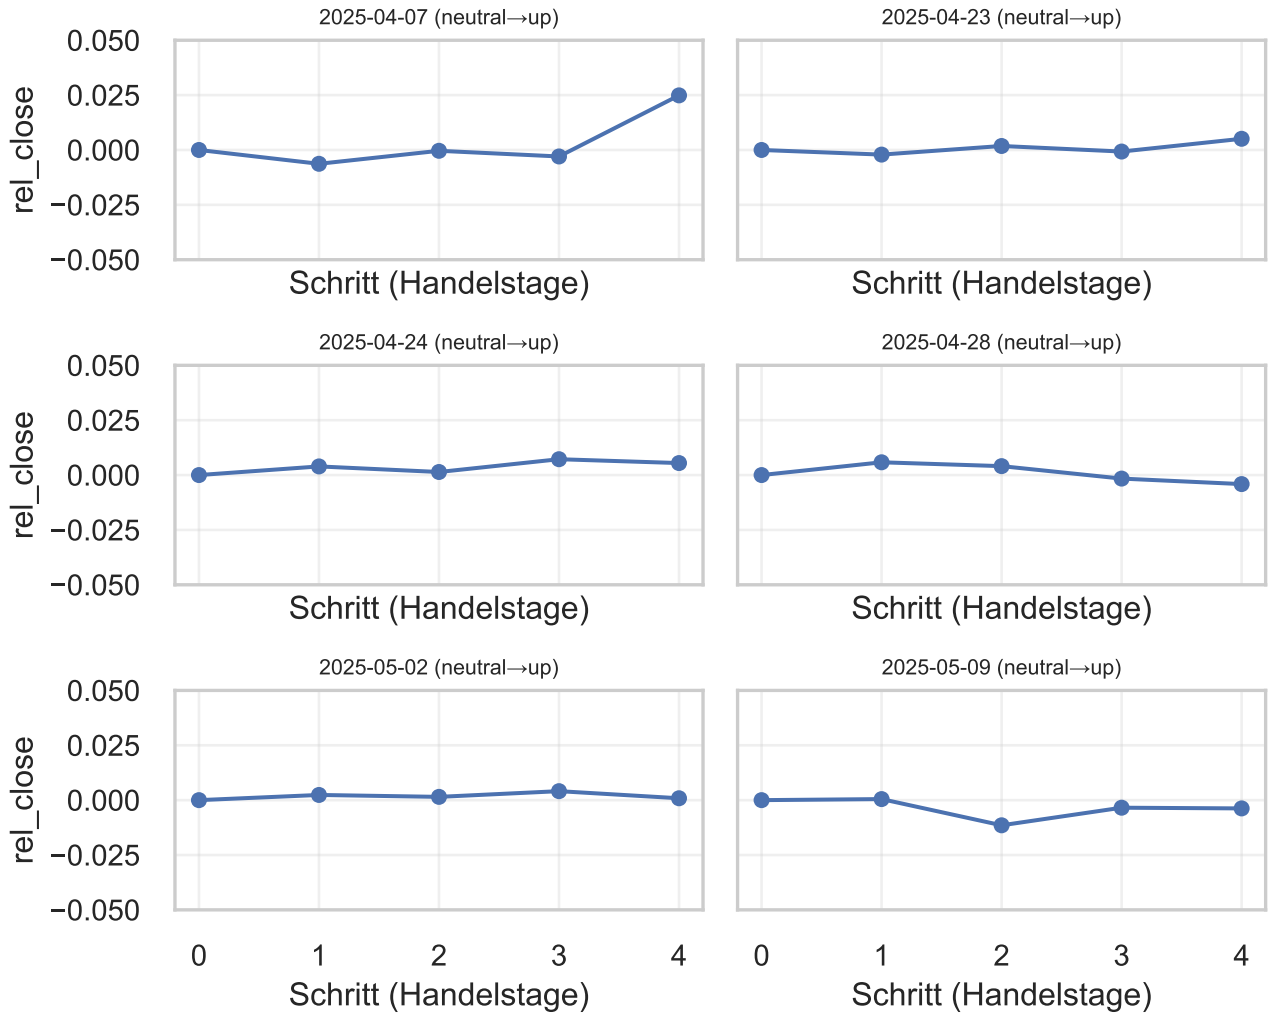 2025-04-07 (neutral→up)
2025-04-23 (neutral→up)
0.050
0.025
0.000
−0.025
−0.050
rel_close
Schritt (Handelstage)
Schritt (Handelstage)
2025-04-24 (neutral→up)
2025-04-28 (neutral→up)
0.050
0.025
0.000
−0.025
−0.050
rel_close
Schritt (Handelstage)
Schritt (Handelstage)
2025-05-02 (neutral→up)
2025-05-09 (neutral→up)
0.050
0.025
0.000
−0.025
−0.050
rel_close
0 1 2 3 4
0 1 2 3 4
Schritt (Handelstage)
Schritt (Handelstage)